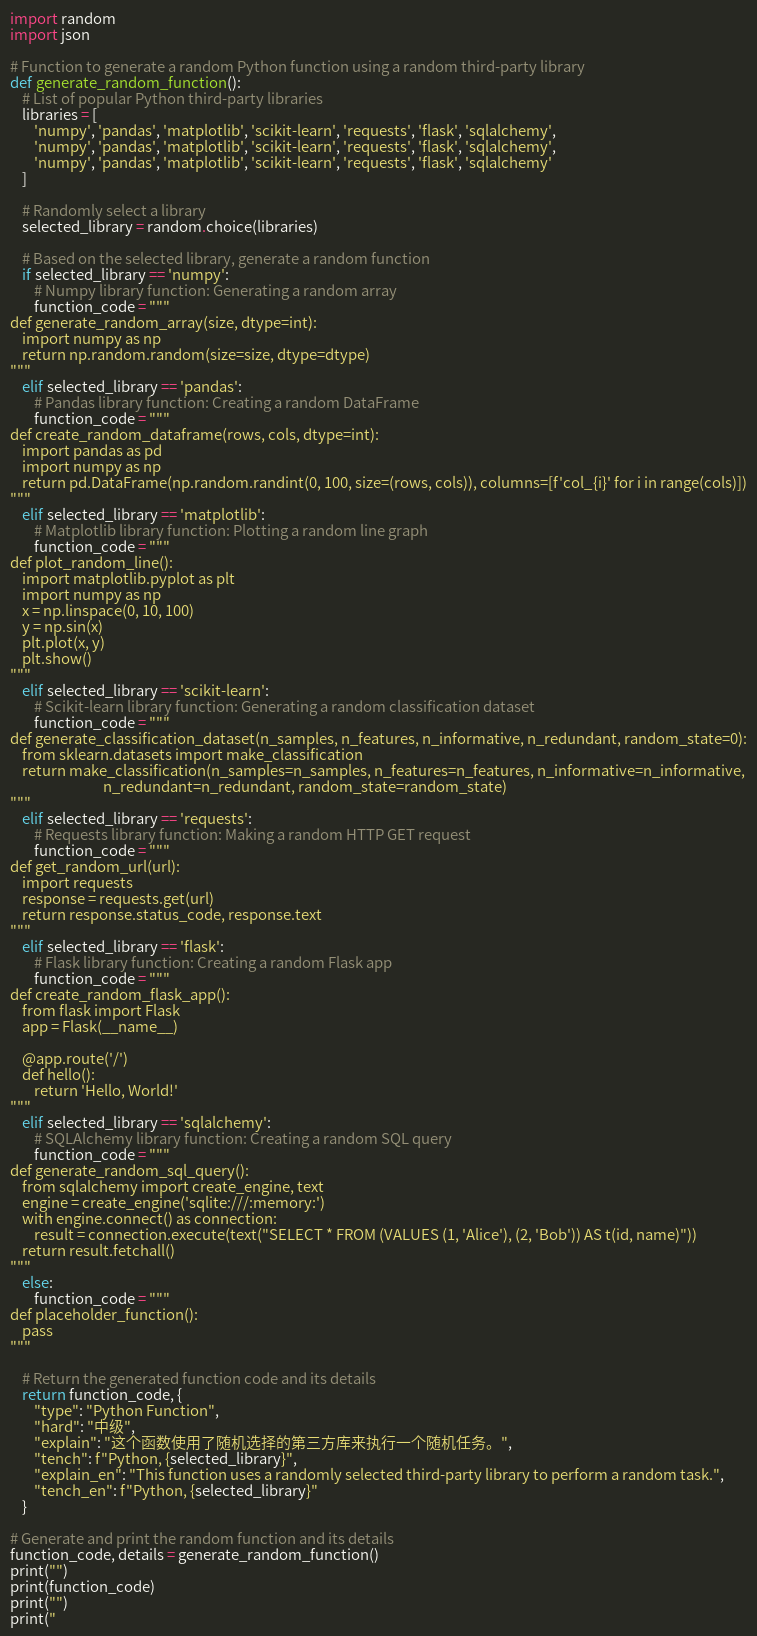 import random
import json
# Function to generate a random Python function using a random third-party library
def generate_random_function():
    # List of popular Python third-party libraries
    libraries = [
        'numpy', 'pandas', 'matplotlib', 'scikit-learn', 'requests', 'flask', 'sqlalchemy',
        'numpy', 'pandas', 'matplotlib', 'scikit-learn', 'requests', 'flask', 'sqlalchemy',
        'numpy', 'pandas', 'matplotlib', 'scikit-learn', 'requests', 'flask', 'sqlalchemy'
    ]
    # Randomly select a library
    selected_library = random.choice(libraries)
    # Based on the selected library, generate a random function
    if selected_library == 'numpy':
        # Numpy library function: Generating a random array
        function_code = """
def generate_random_array(size, dtype=int):
    import numpy as np
    return np.random.random(size=size, dtype=dtype)
"""
    elif selected_library == 'pandas':
        # Pandas library function: Creating a random DataFrame
        function_code = """
def create_random_dataframe(rows, cols, dtype=int):
    import pandas as pd
    import numpy as np
    return pd.DataFrame(np.random.randint(0, 100, size=(rows, cols)), columns=[f'col_{i}' for i in range(cols)])
"""
    elif selected_library == 'matplotlib':
        # Matplotlib library function: Plotting a random line graph
        function_code = """
def plot_random_line():
    import matplotlib.pyplot as plt
    import numpy as np
    x = np.linspace(0, 10, 100)
    y = np.sin(x)
    plt.plot(x, y)
    plt.show()
"""
    elif selected_library == 'scikit-learn':
        # Scikit-learn library function: Generating a random classification dataset
        function_code = """
def generate_classification_dataset(n_samples, n_features, n_informative, n_redundant, random_state=0):
    from sklearn.datasets import make_classification
    return make_classification(n_samples=n_samples, n_features=n_features, n_informative=n_informative,
                               n_redundant=n_redundant, random_state=random_state)
"""
    elif selected_library == 'requests':
        # Requests library function: Making a random HTTP GET request
        function_code = """
def get_random_url(url):
    import requests
    response = requests.get(url)
    return response.status_code, response.text
"""
    elif selected_library == 'flask':
        # Flask library function: Creating a random Flask app
        function_code = """
def create_random_flask_app():
    from flask import Flask
    app = Flask(__name__)
    @app.route('/')
    def hello():
        return 'Hello, World!'
"""
    elif selected_library == 'sqlalchemy':
        # SQLAlchemy library function: Creating a random SQL query
        function_code = """
def generate_random_sql_query():
    from sqlalchemy import create_engine, text
    engine = create_engine('sqlite:///:memory:')
    with engine.connect() as connection:
        result = connection.execute(text("SELECT * FROM (VALUES (1, 'Alice'), (2, 'Bob')) AS t(id, name)"))
    return result.fetchall()
"""
    else:
        function_code = """
def placeholder_function():
    pass
"""
    # Return the generated function code and its details
    return function_code, {
        "type": "Python Function",
        "hard": "中级",
        "explain": "这个函数使用了随机选择的第三方库来执行一个随机任务。",
        "tench": f"Python, {selected_library}",
        "explain_en": "This function uses a randomly selected third-party library to perform a random task.",
        "tench_en": f"Python, {selected_library}"
    }
# Generate and print the random function and its details
function_code, details = generate_random_function()
print("")
print(function_code)
print("")
print("